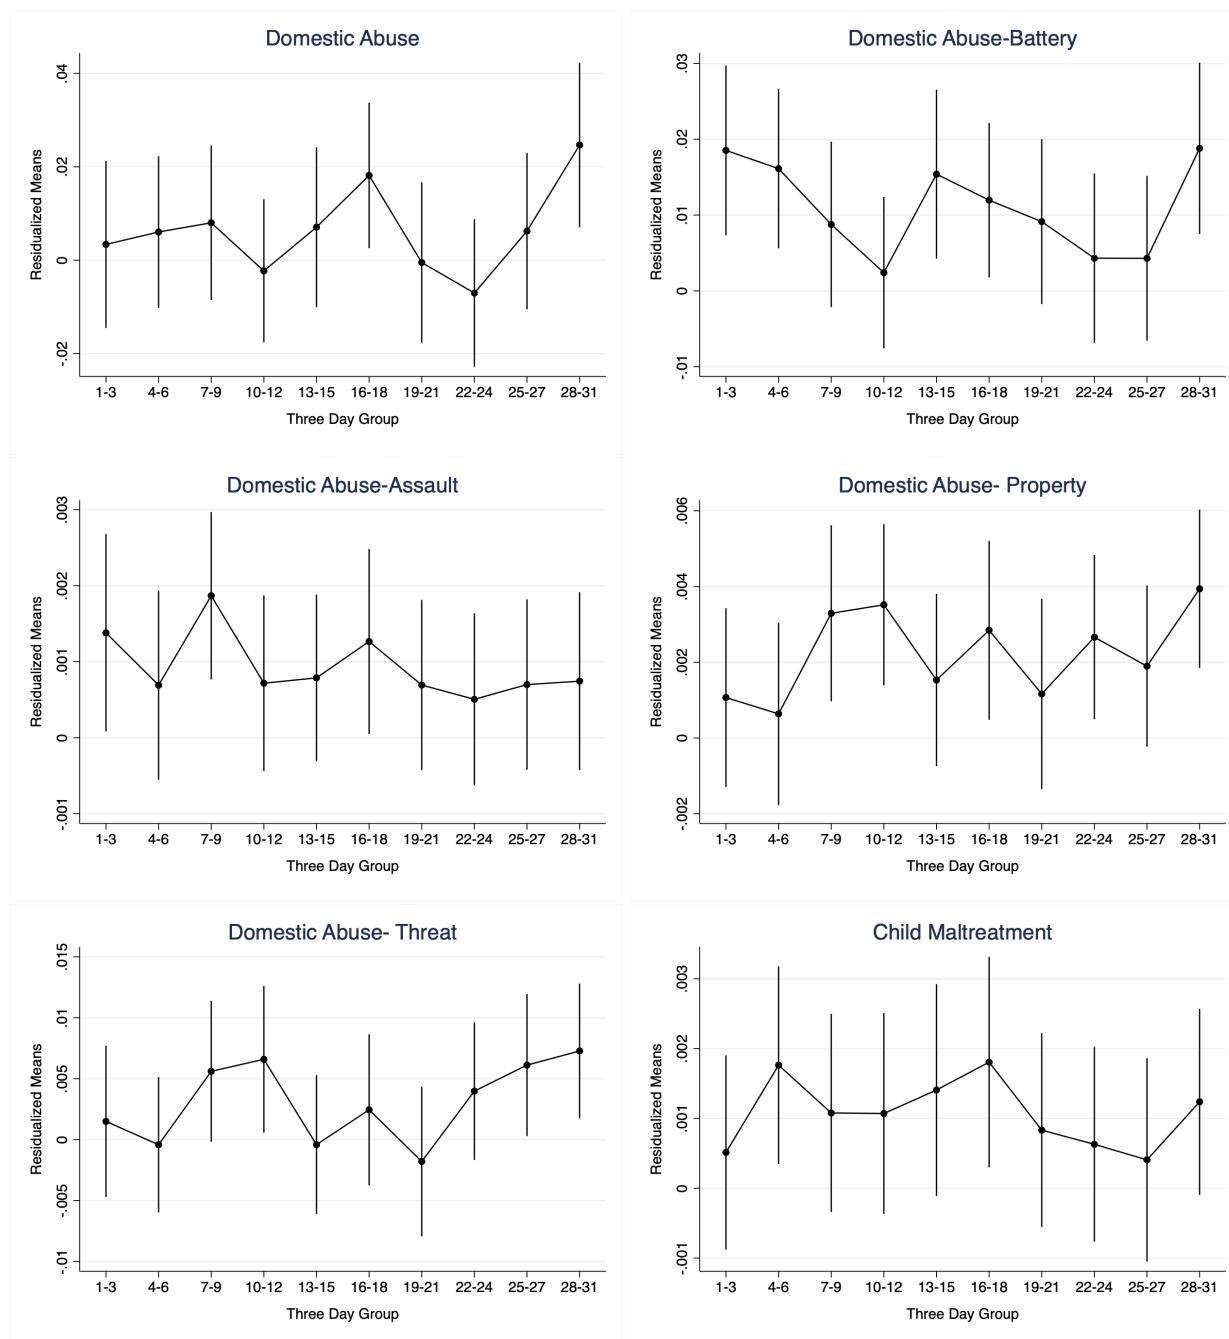 Domestic Abuse
Residualized Means
.04
.02
0
-.02
1-3 4-6 7-9 10-12 13-15 16-18 19-21 22-24 25-27 28-31
Three Day Group
Domestic Abuse-Battery
Residualized Means
.03
.02
.01
0
-.01
1-3 4-6 7-9 10-12 13-15 16-18 19-21 22-24 25-27 28-31
Three Day Group
Domestic Abuse-Assault
Residualized Means
.003
.002
.001
0
-.001
1-3 4-6 7-9 10-12 13-15 16-18 19-21 22-24 25-27 28-31
Three Day Group
Domestic Abuse- Property
Residualized Means
.006
.004
.002
0
-.002
1-3 4-6 7-9 10-12 13-15 16-18 19-21 22-24 25-27 28-31
Three Day Group
Domestic Abuse- Threat
Residualized Means
.015
.01
.005
0
-.005
-.01
1-3 4-6 7-9 10-12 13-15 16-18 19-21 22-24 25-27 28-31
Three Day Group
Child Maltreatment
Residualized Means
.003
.002
.001
0
-.001
1-3 4-6 7-9 10-12 13-15 16-18 19-21 22-24 25-27 28-31
Three Day Group